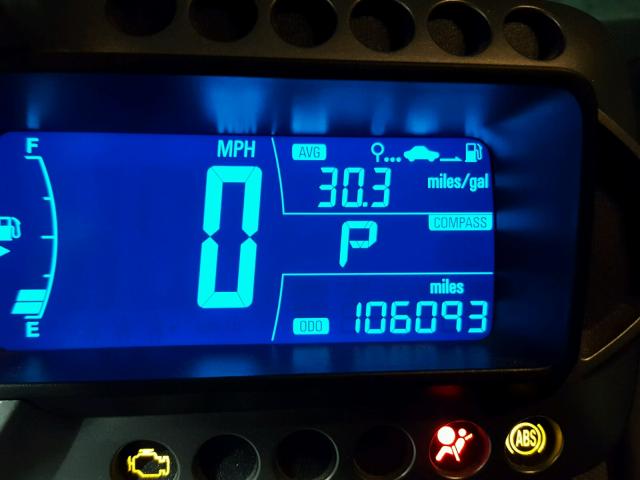 F
MPH
AVG
30.3 miles/gal
COMPASS
0
P
miles
E
ODO 106093
ABS